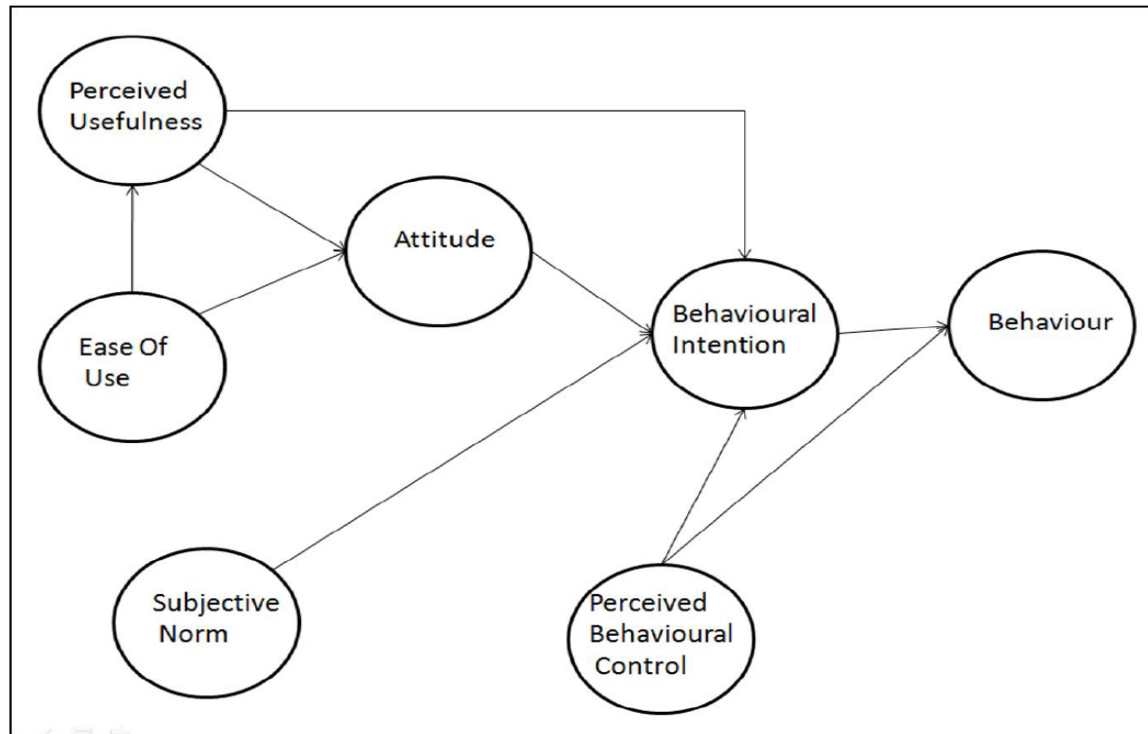 Perceived
Usefulness
Attitude
Ease Of
Use
Behavioural
Intention
Behaviour
Subjective
Norm
Perceived
Behavioural
Control